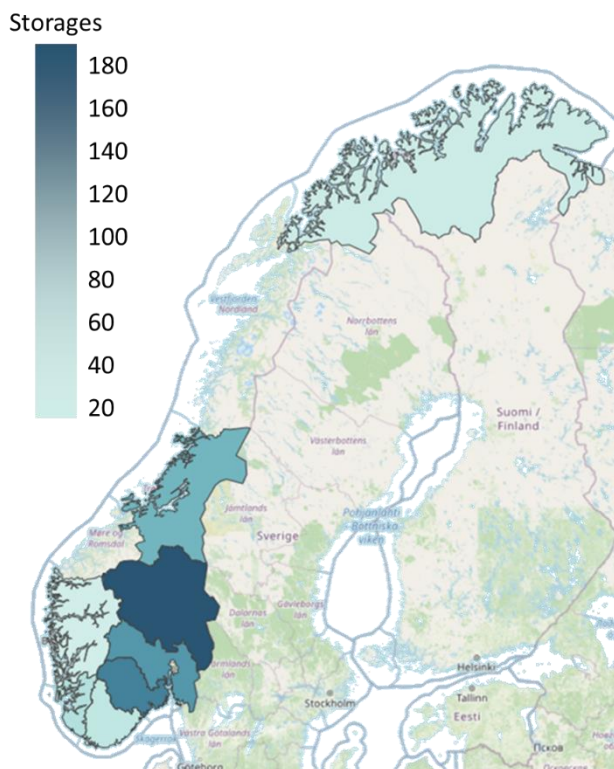 Storages
180
160
140
120
100
80
60
40
20
Vestfjorden
Nordland
Norrbottens
län
Suomi /
Finland
Västerbottens
län
Jämtlands
län
Pohjanlahti
- Bottniska
viken
Sverige
Møre og
Romsdal
Gävleborgs
län
Dalarnas
län
ormlands
län
Helsinki
Tallinn
Eesti
Stockholm
Skagerrak
Västra Götalands
län
Псков
Göteborg